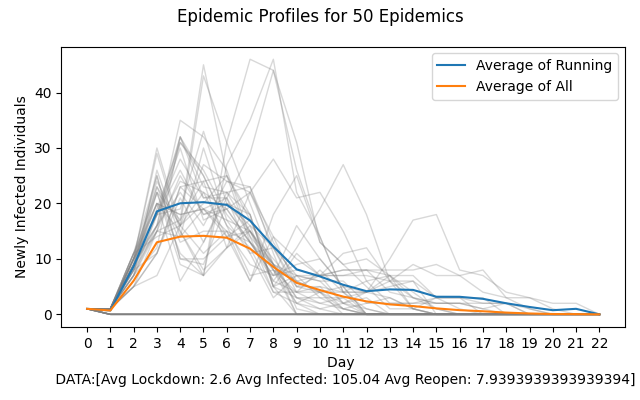 Epidemic Profiles for 50 Epidemics
Newly Infected Individuals
40
30
20
10
0
Average of Running
Average of All
0 1 2 3 4 5 6 7 8 9 10 11 12 13 14 15 16 17 18 19 20 21 22
Day
DATA:[Avg Lockdown: 2.6 Avg Infected: 105.04 Avg Reopen: 7.9393939393939394]